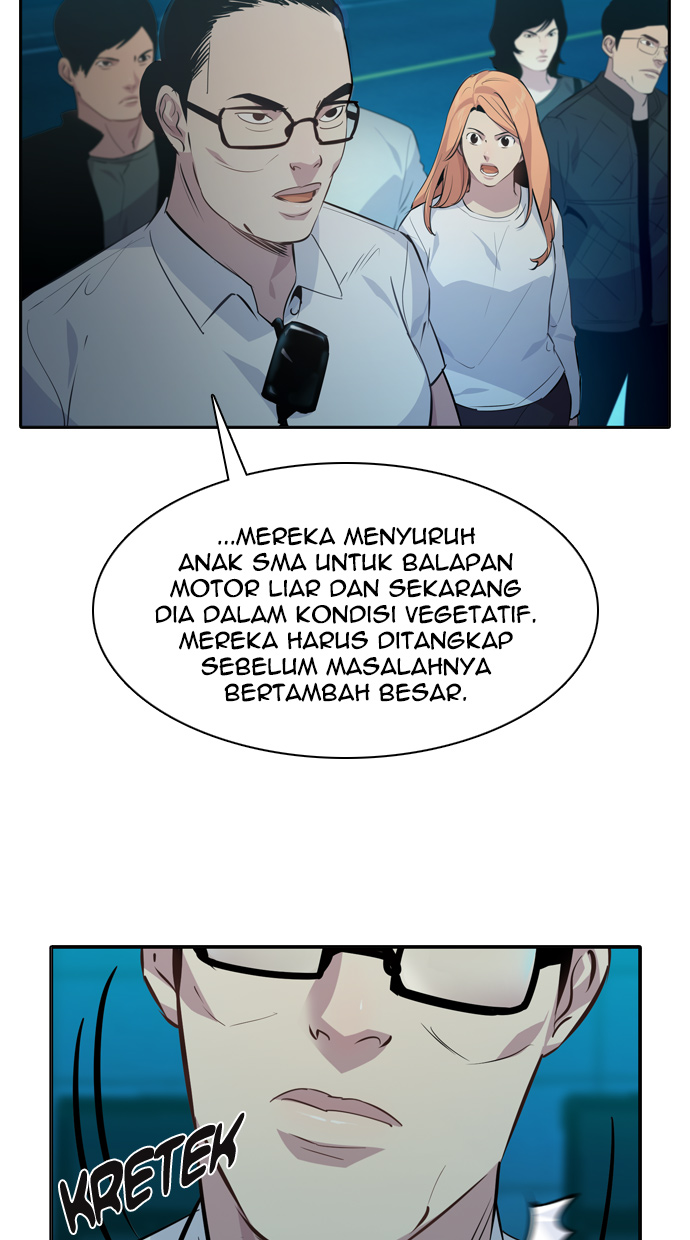 ...MEREKA MENYURUH
ANAK SMA UNTUK BALAPAN
MOTOR LIAR DAN SEKARANG
DIA DALAM KONDISI VEGETATIF.
MEREKA HARUS DITANGKAP
SEBELUM MASALAHNYA
BERTAMBAH BESAR.
KRETEK